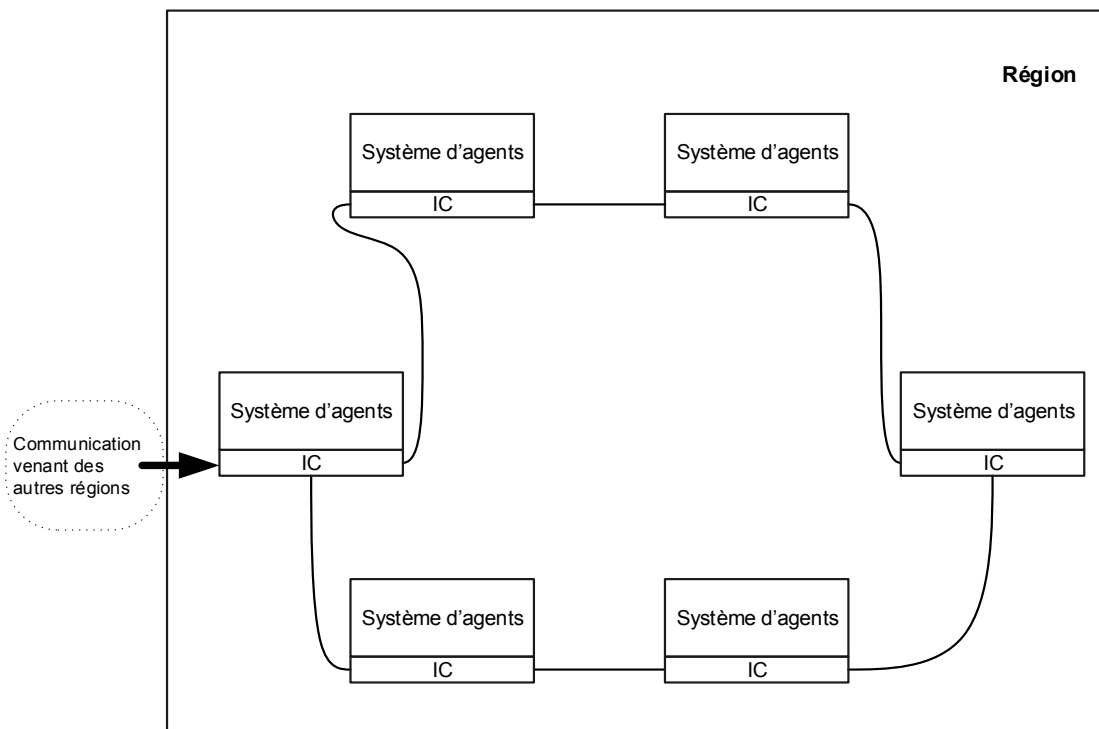 Région
Système d'agents
IC
Système d'agents
IC
Système d'agents
IC
Système d'agents
IC
Communication
venant des
autres régions
Système d'agents
IC
Système d'agents
IC